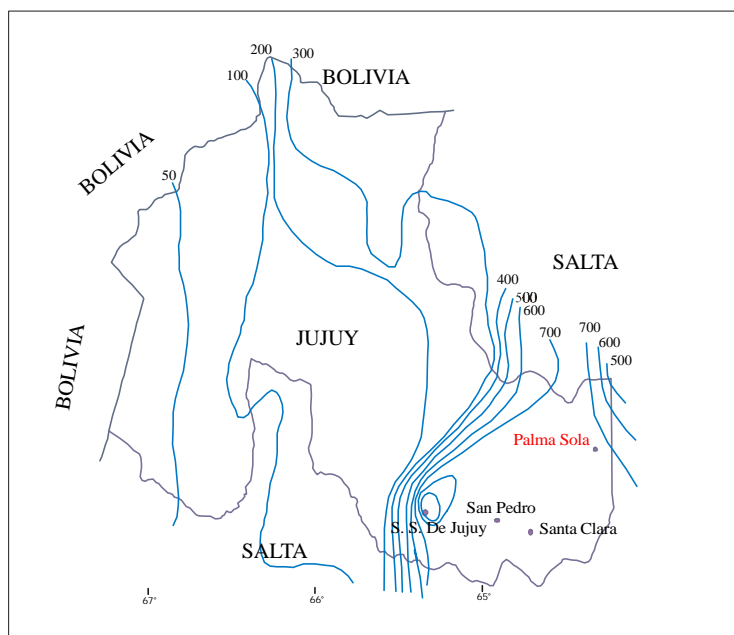 200
300
100
BOLIVIA
BOLIVIA
50
SALTA
400
500
600
700
700
600
500
JUJUY
BOLIVIA
Palma Sola
San Pedro
S. S. De Jujuy
Santa Clara
SALTA
67°
66°
65°